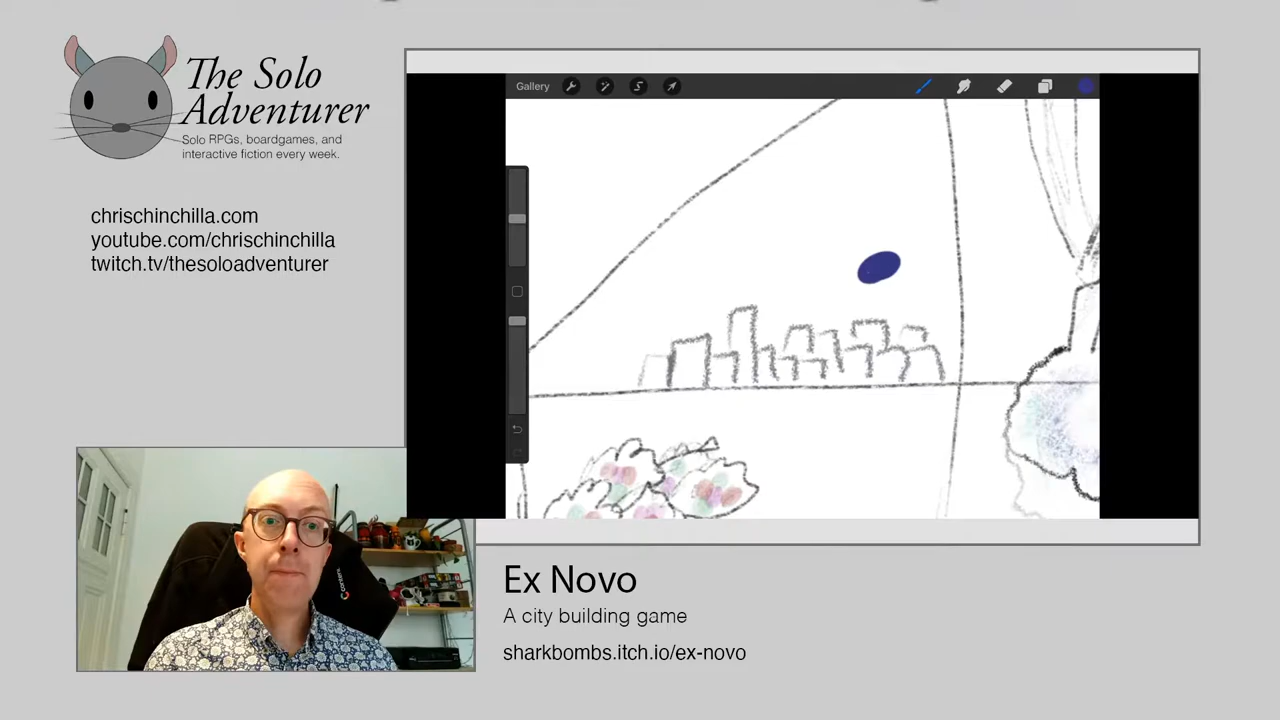 The Solo
Adventurer
Solo RPGs, boardgames, and
interactive fiction every week.
chrischinchilla.com
youtube.com/chrischinchilla
twitch.tv/thesoloadventurer
Gallery
Ex Novo
A city building game
sharkbombs.itch.io/ex-novo